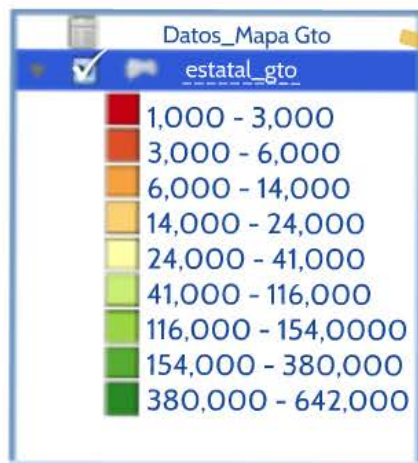 Datos_Mapa Gto
estatal_gto
1,000 - 3,000
3,000 - 6,000
6,000 - 14,000
14,000 - 24,000
24,000 - 41,000
41,000 - 116,000
116,000 - 154,0000
154,000 - 380,000
380,000 - 642,000